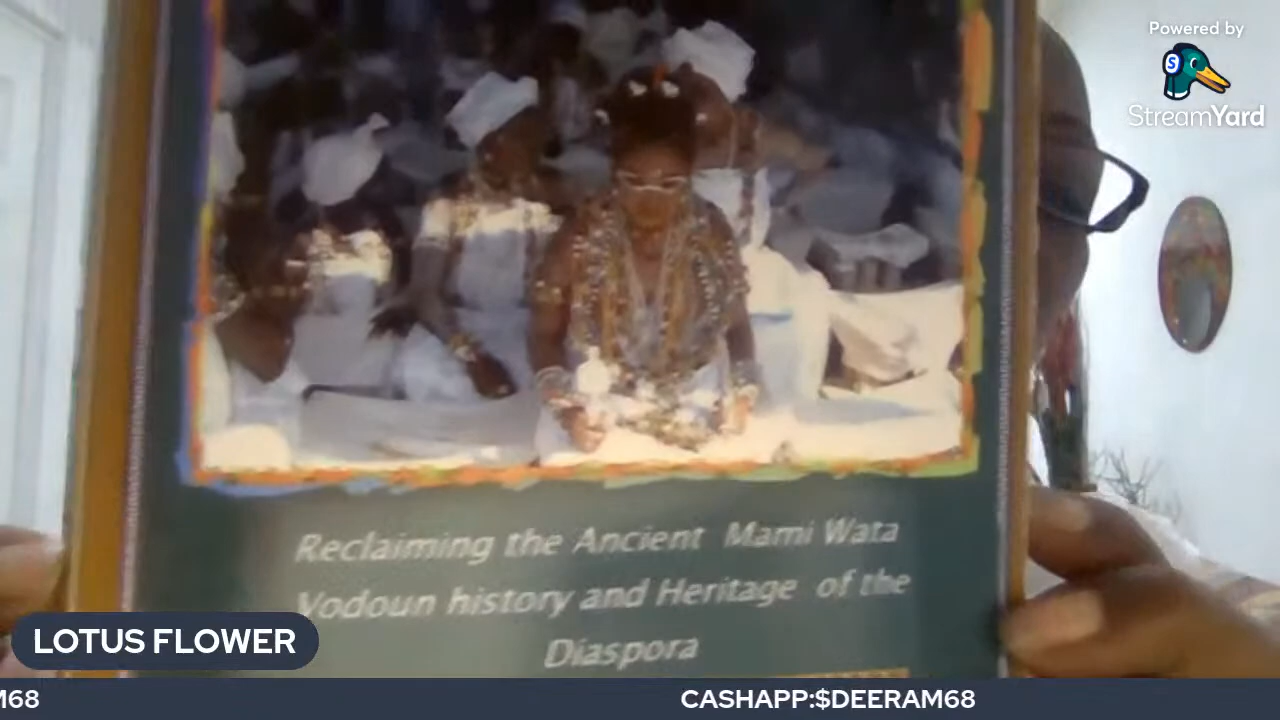 Powered by
StreamYard
Reclaiming the Ancient Mami Wata
Vodoun history and Heritage of the
Diaspora
LOTUS FLOWER
M68
CASHAPP:$DEERAM68